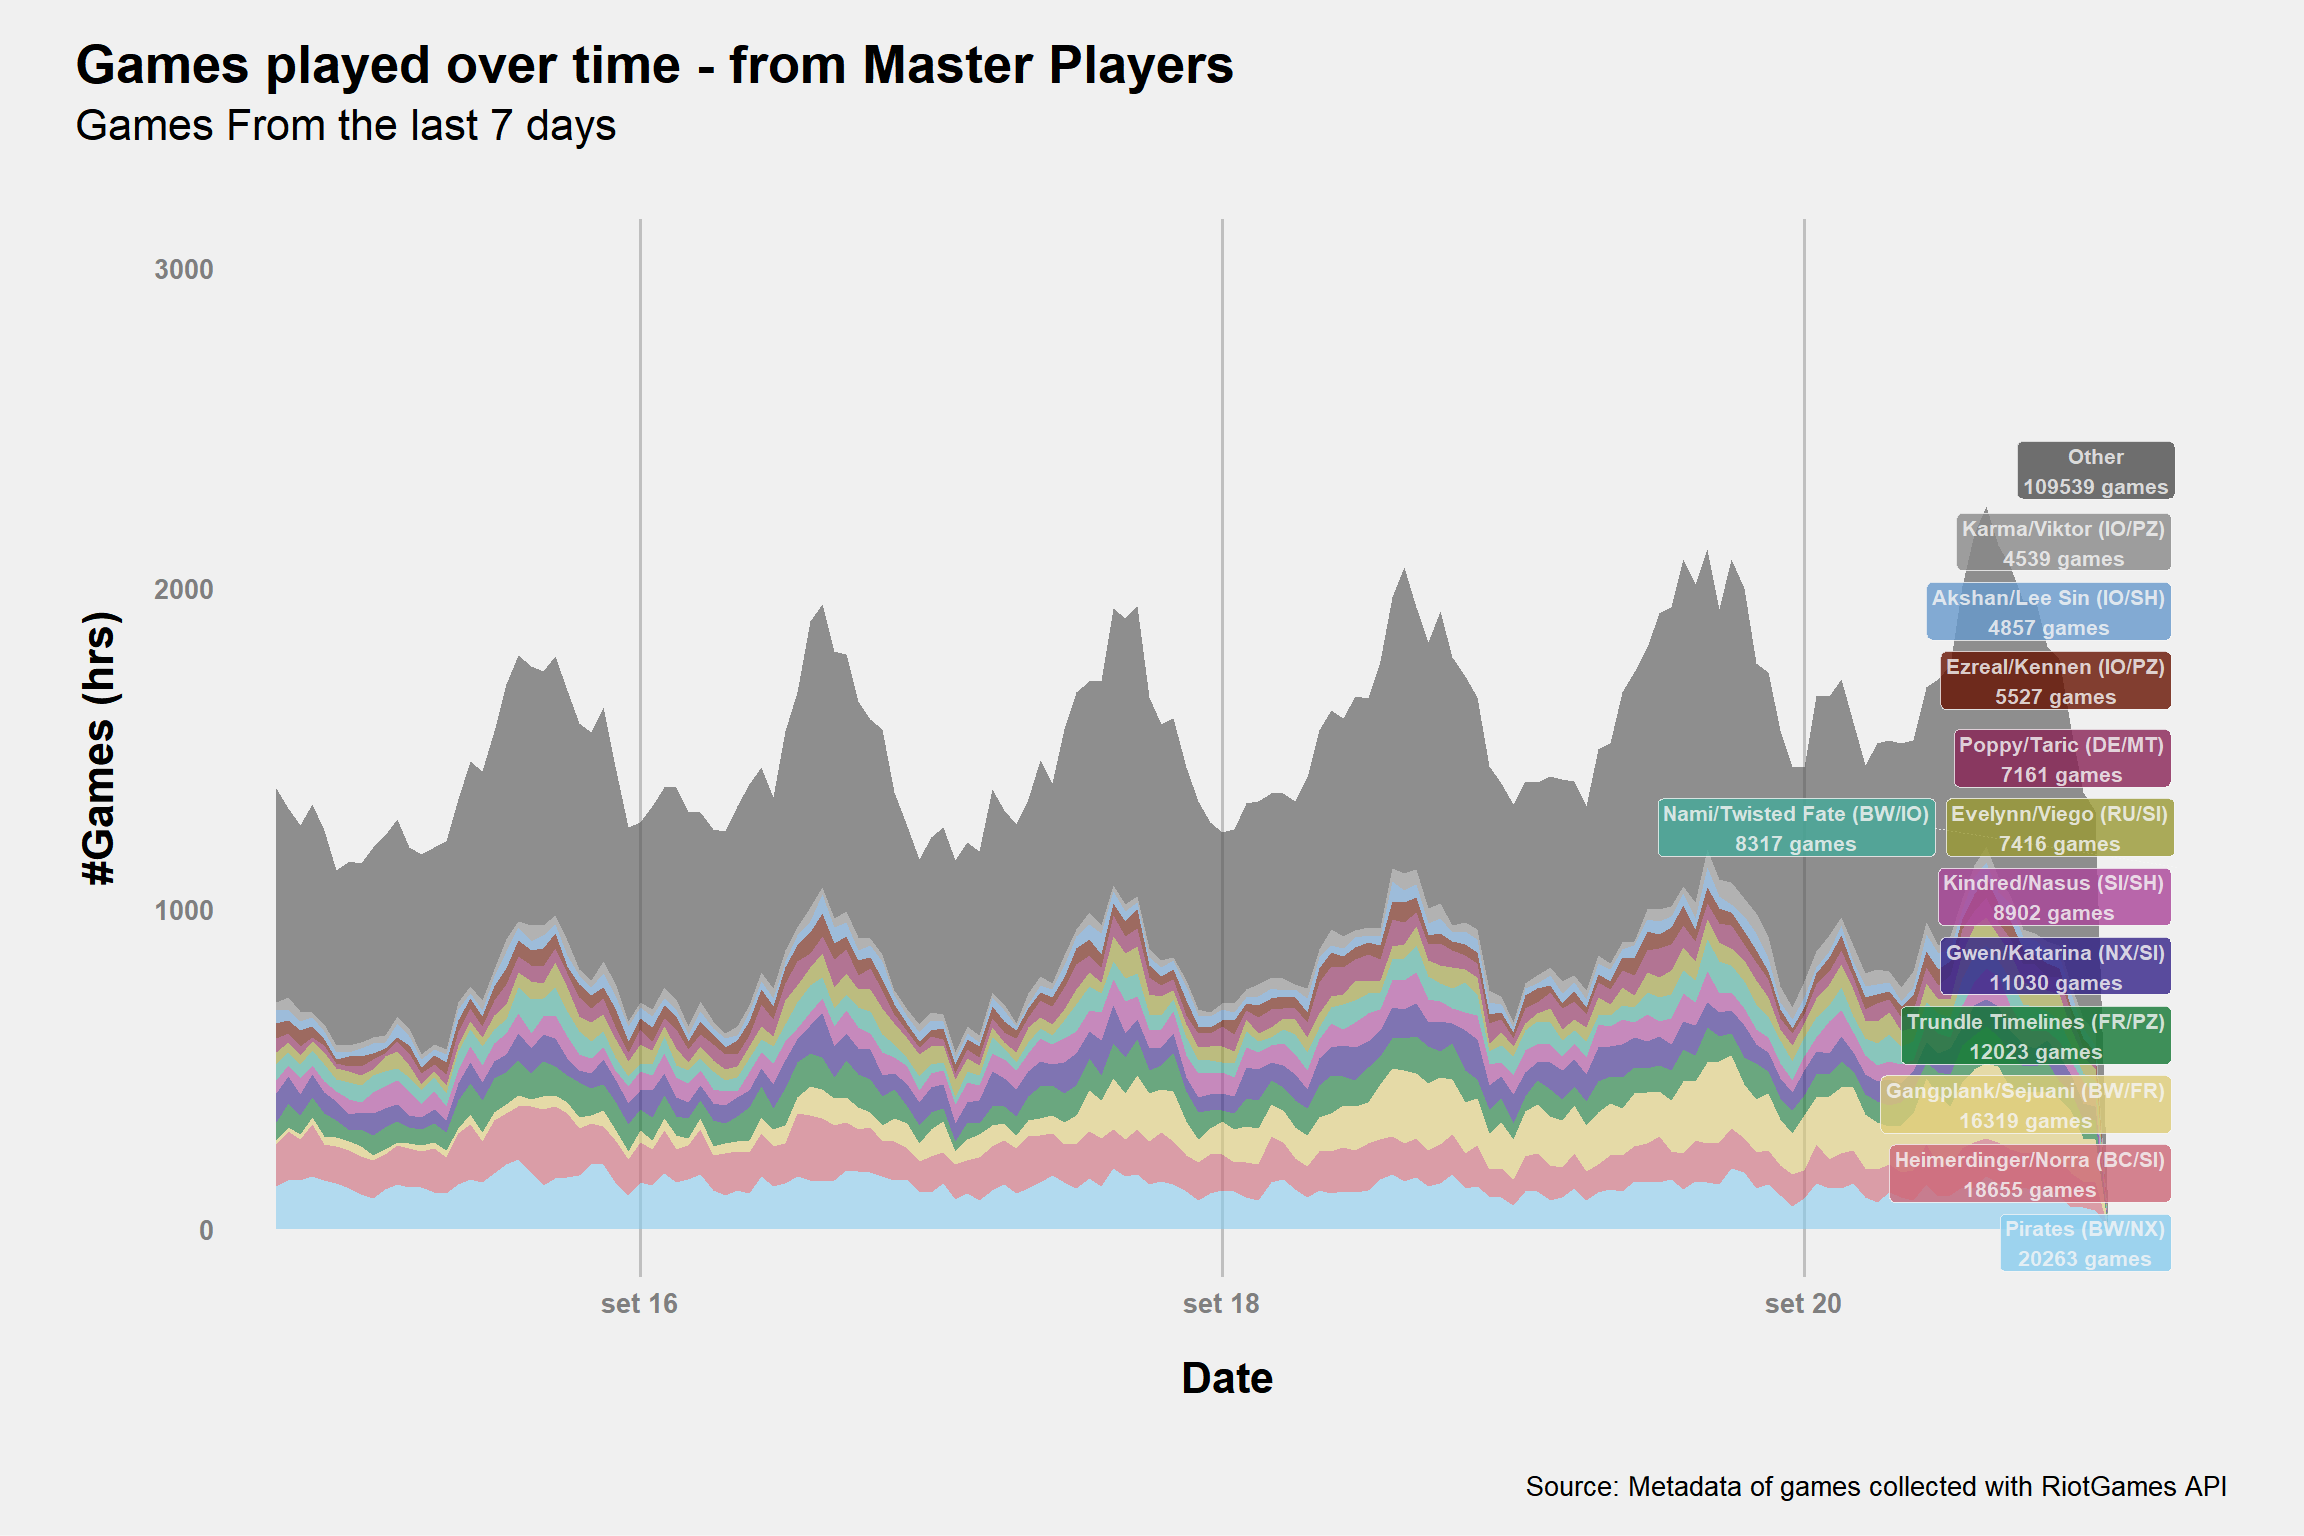 Games played over time - from Master Players
Games From the last 7 days
#Games (hrs)
3000
2000
1000
0
Other
109539 games
Karma/Viktor (IO/PZ)
4539 games
Akshan/Lee Sin (IO/SH)
4857 games
Ezreal/Kennen (IO/PZ)
5527 games
Poppy/Taric (DE/MT)
7161 games
Nami/Twisted Fate (BW/IO)
8317 games
Evelynn/Viego (RU/SI)
7416 games
Kindred/Nasus (SI/SH)
8902 games
Gwen/Katarina (NX/SI)
11030 games
Trundle Timelines (FR/PZ)
12023 games
Gangplank/Sejuani (BW/FR)
16319 games
Heimerdinger/Norra (BC/SI)
18655 games
Pirates (BW/NX)
20263 games
set 16
set 18
set 20
Date
Source: Metadata of games collected with RiotGames API